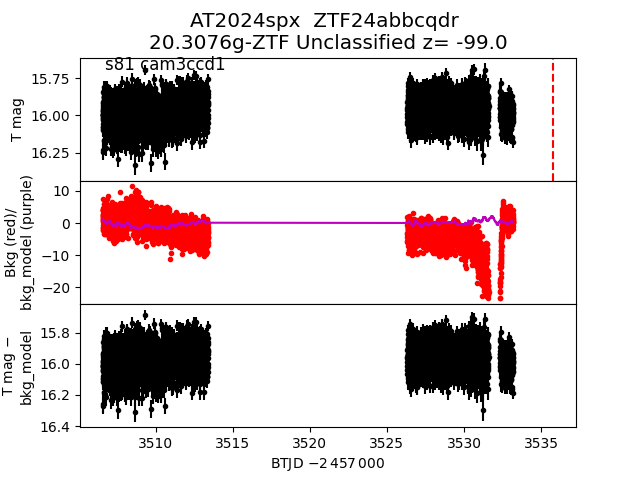 AT2024spx  ZTF24abbcqdr
20.3076g-ZTF Unclassified z= -99.0
s81 cam3ccd1
T mag
15.75
16.00
16.25
Bkg (red)/
bkg_model (purple)
10
0
−10
−20
T mag −
bkg_model
15.8
16.0
16.2
16.4
3510 3515 3520 3525 3530 3535
BTJD −2 457 000